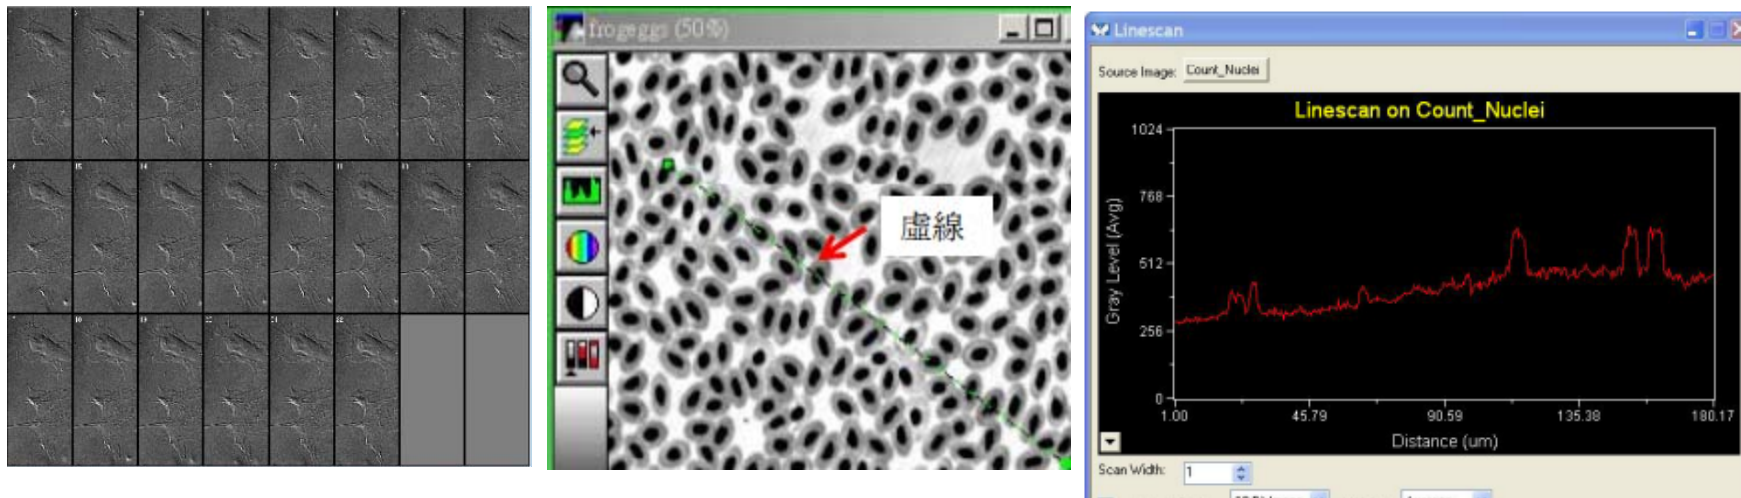 frogeggs (50%)
虛線
Linescan
Source Image: Count_Nuclei
Linescan on Count_Nuclei
1024
768
512
256
0
Gray Level (Avg)
1.00 45.79 90.59 135.38 180.17
Distance (um)
Scan Width: 1